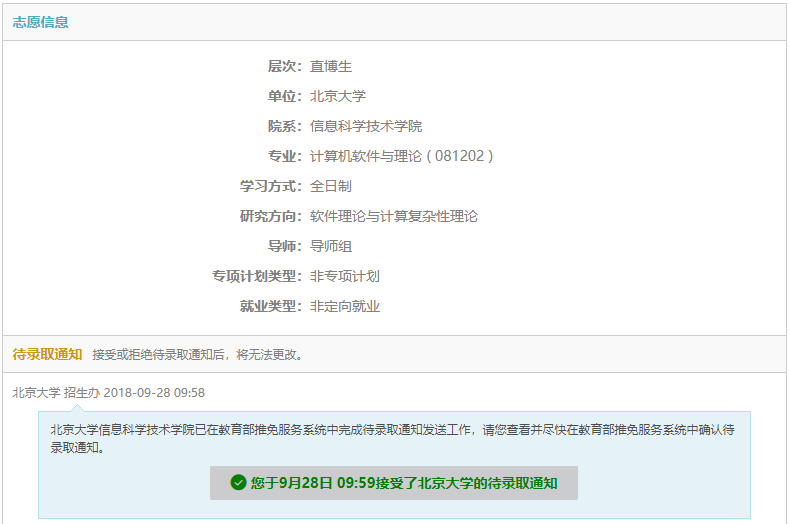 志愿信息
层次： 直博生
单位： 北京大学
院系： 信息科学技术学院
专业： 计算机软件与理论 ( 081202 )
学习方式： 全日制
研究方向： 软件理论与计算复杂性理论
导师： 导师组
专项计划类型： 非专项计划
就业类型： 非定向就业
待录取通知 接受或拒绝待录取通知后，将无法更改。
北京大学 招生办 2018-09-28 09:58
北京大学信息科学技术学院已在教育部推免服务系统中完成待录取通知发送工作，请您查看并尽快在教育部推免服务系统中确认待
录取通知。
您于9月28日 09:59接受了北京大学的待录取通知